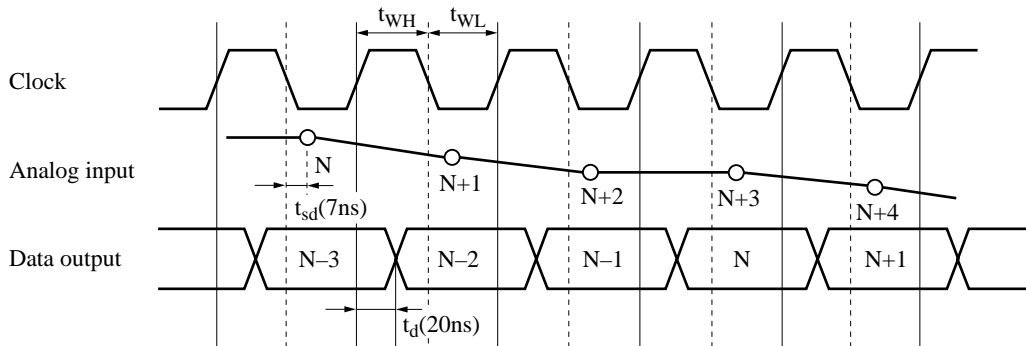 t_WH t_WL
Clock
Analog input
N N+1 N+2 N+3 N+4
t_sd(7ns)
Data output N–3 N–2 N–1 N N+1
t_d(20ns)